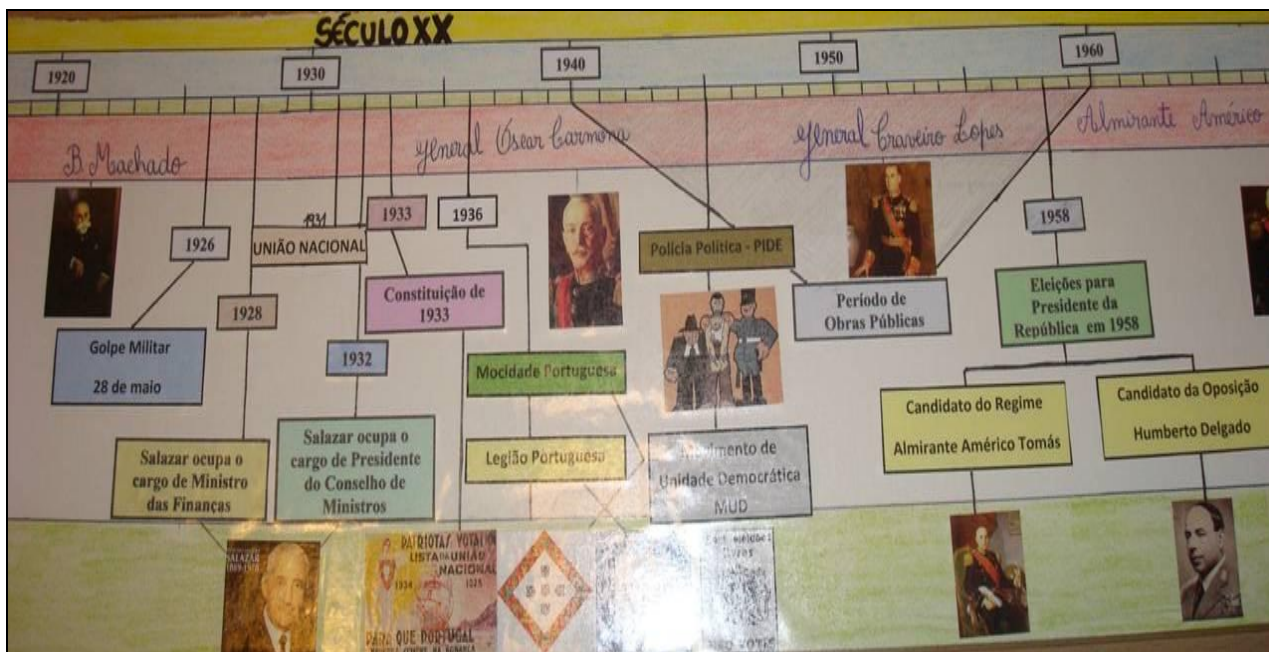 SÉCULO XX
1920
1930
1940
1950
1960
B. Machado
General Óscar Carmona
General Craveiro Lopes
Almirante Américo
1926
Golpe Militar
28 de maio
1928
Salazar ocupa o
cargo de Ministro
das Finanças
1931
UNIÃO NACIONAL
1932
Salazar ocupa o
cargo de Presidente
do Conselho de
Ministros
1933
Constituição de
1933
1936
Mocidade Portuguesa
Legião Portuguesa
Polícia Política - PIDE
Movimento de
Unidade Democrática
MUD
Período de
Obras Públicas
1958
Eleições para
Presidente da
República em 1958
Candidato do Regime
Almirante Américo Tomás
Candidato da Oposição
Humberto Delgado
SALAZAR
PATRIOTAS VOTAI
LISTA DA UNIÃO
NACIONAL
1934
PARA QUE PORTUGAL